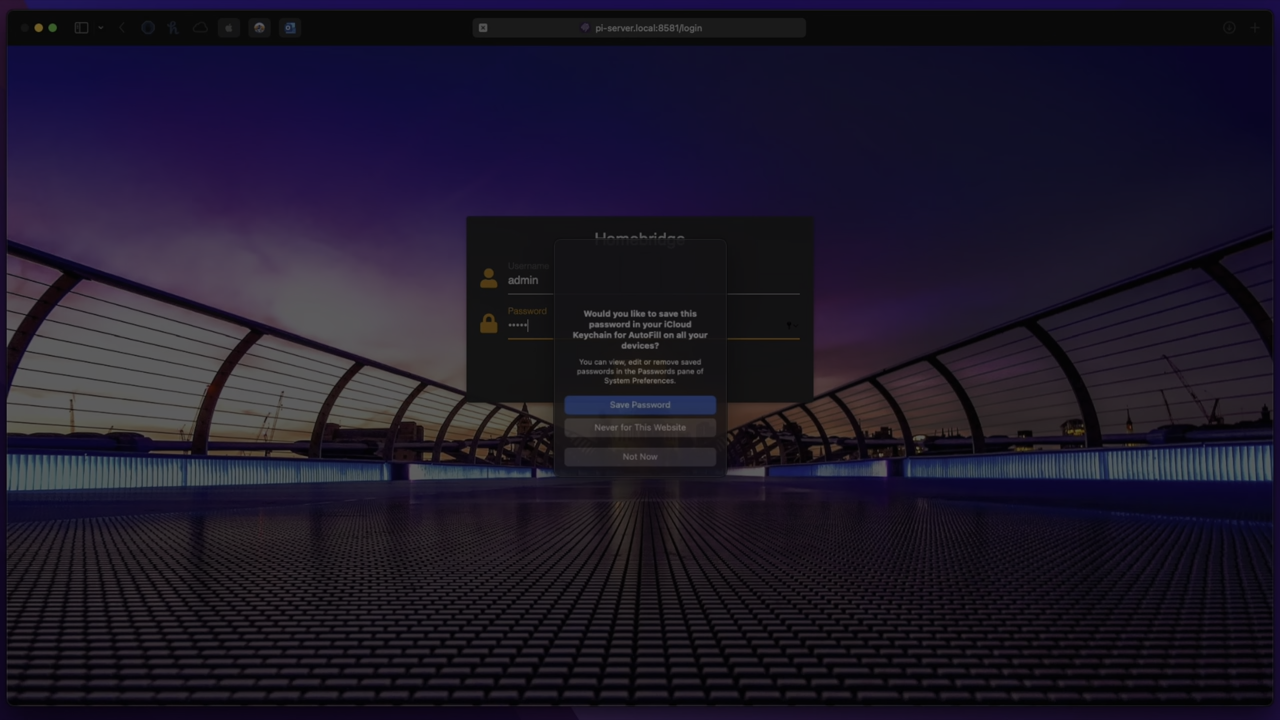 pi-server.local:8581/login
Homebridge
Username
admin
Password
•••••
Would you like to save this
password in your iCloud
Keychain for AutoFill on all your
devices?
You can view, edit or remove saved
passwords in the Passwords pane of
System Preferences.
Save Password
Never for This Website
Not Now